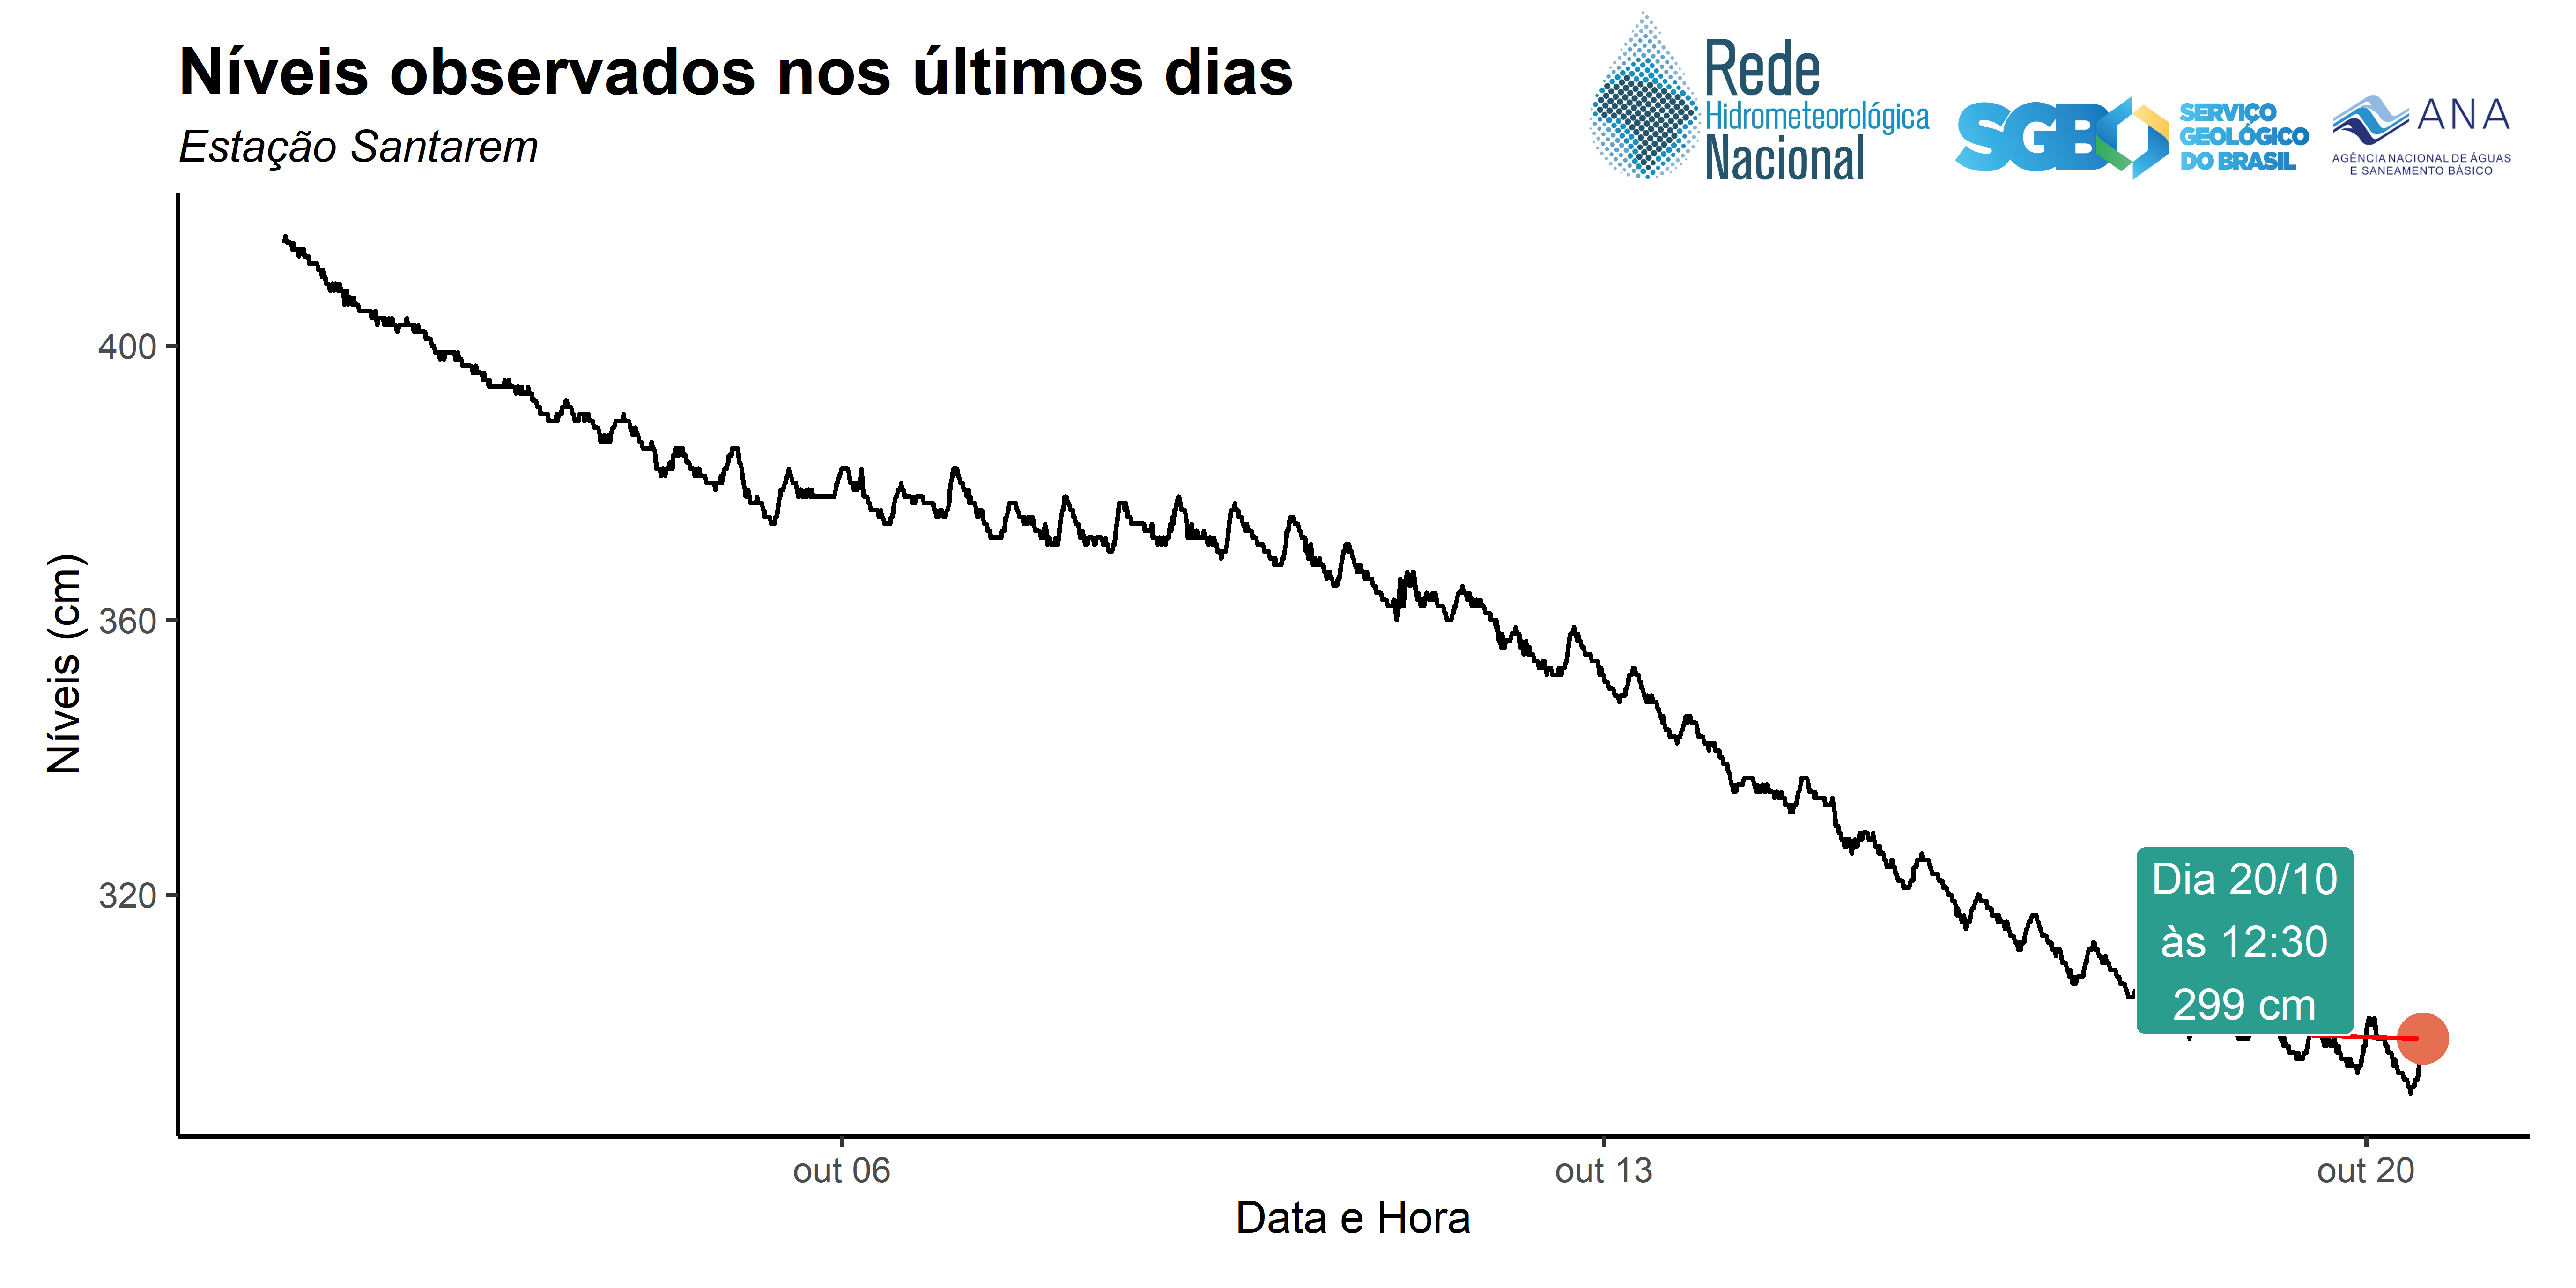 Níveis observados nos últimos dias
Estação Santarem
Rede
Hidrometeorológica
Nacional
SGB
SERVIÇO
GEOLÓGICO
DO BRASIL
ANA
AGÊNCIA NACIONAL DE ÁGUAS
E SANEAMENTO BÁSICO
Níveis (cm)
400
360
320
Dia 20/10
às 12:30
299 cm
out 06
out 13
out 20
Data e Hora